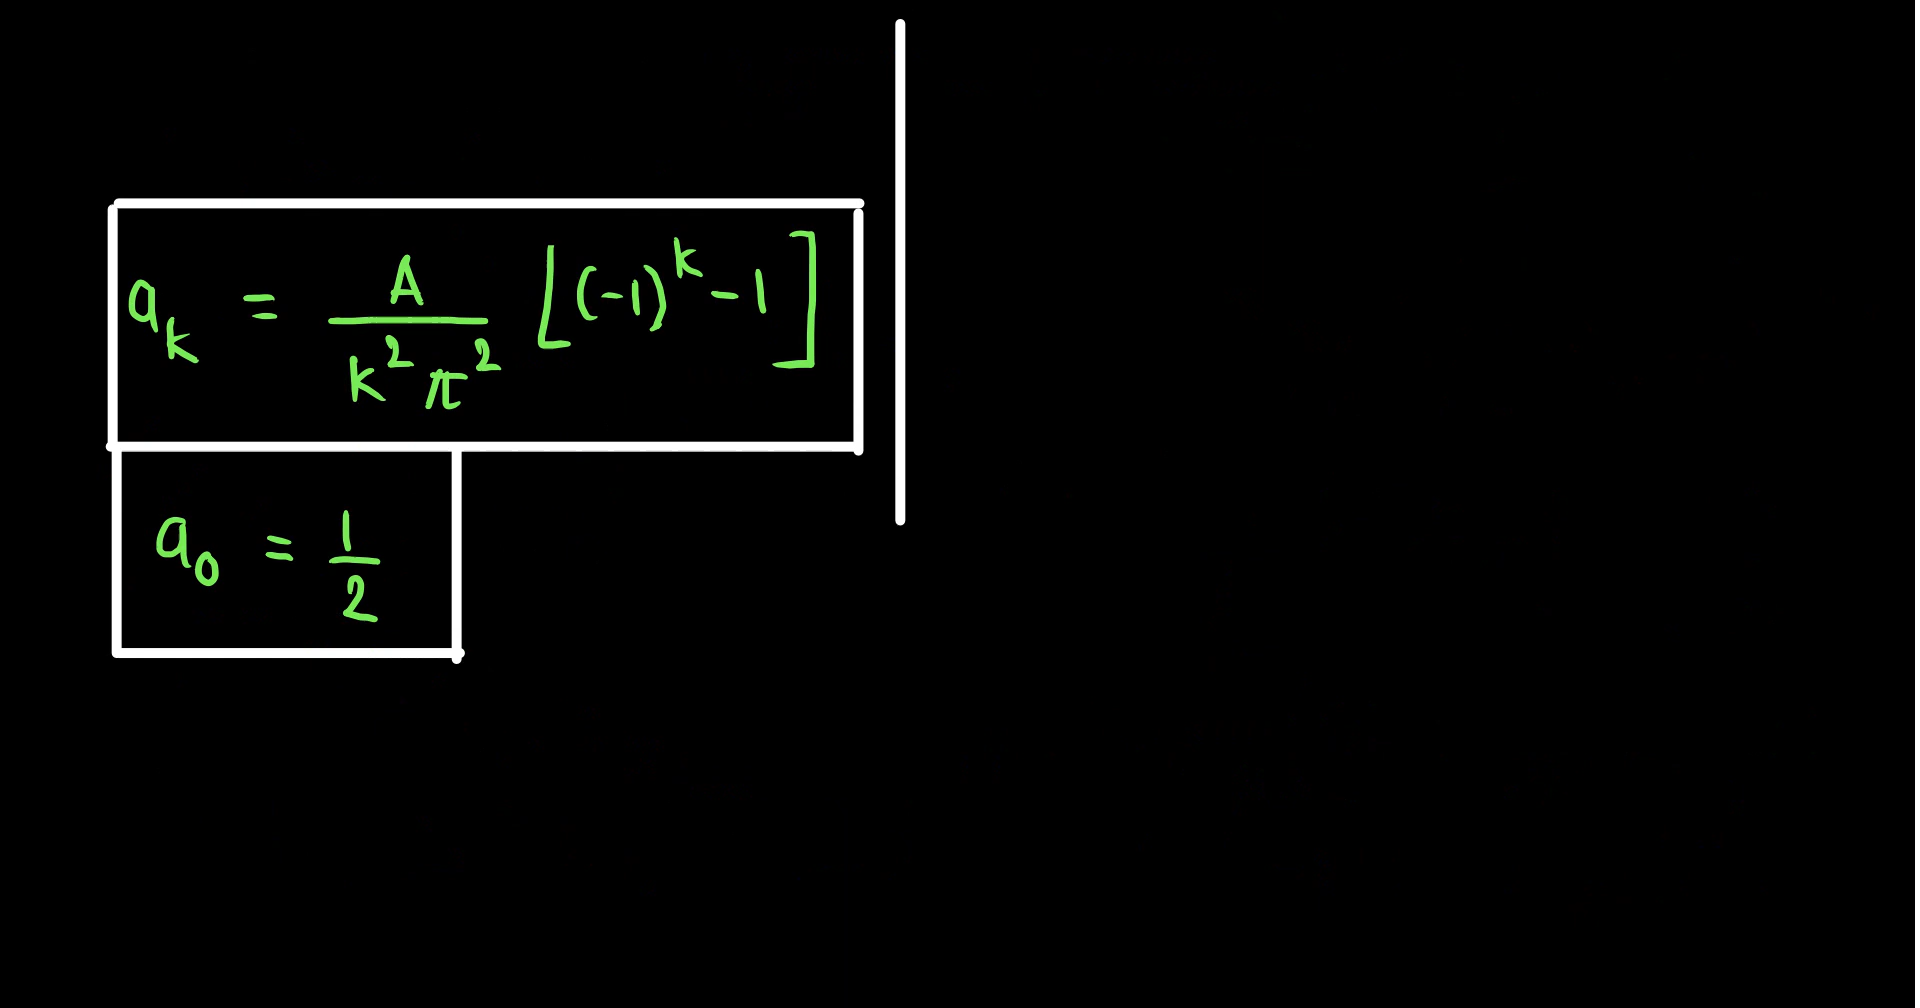 a_k = A / k²π² [(-1)^k - 1]
a_0 = 1/2